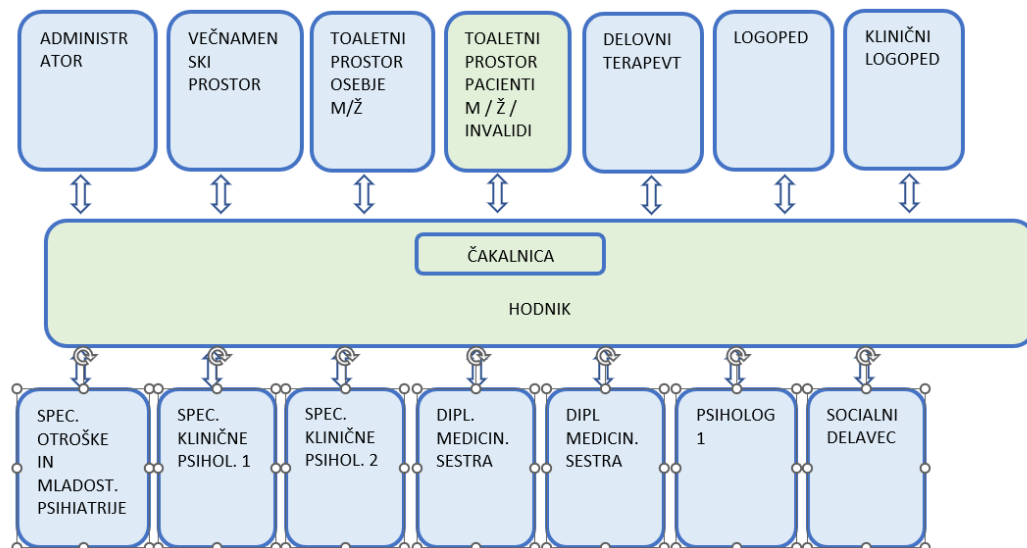 ADMINISTR
ATOR
VEČNAMEN
SKI
PROSTOR
TOALETNI
PROSTOR
OSEBJE
M/Ž
TOALETNI
PROSTOR
PACIENTI
M / Ž /
INVALIDI
DELOVNI
TERAPEVT
LOGOPED
KLINIČNI
LOGOPED
ČAKALNICA
HODNIK
SPEC.
OTROŠKE
IN
MLADOST.
PSIHIATRIJE
SPEC.
KLINIČNE
PSIHOL. 1
SPEC.
KLINIČNE
PSIHOL. 2
DIPL.
MEDICIN.
SESTRA
DIPL
MEDICIN.
SESTRA
PSIHOLOG
1
SOCIALNI
DELAVEC